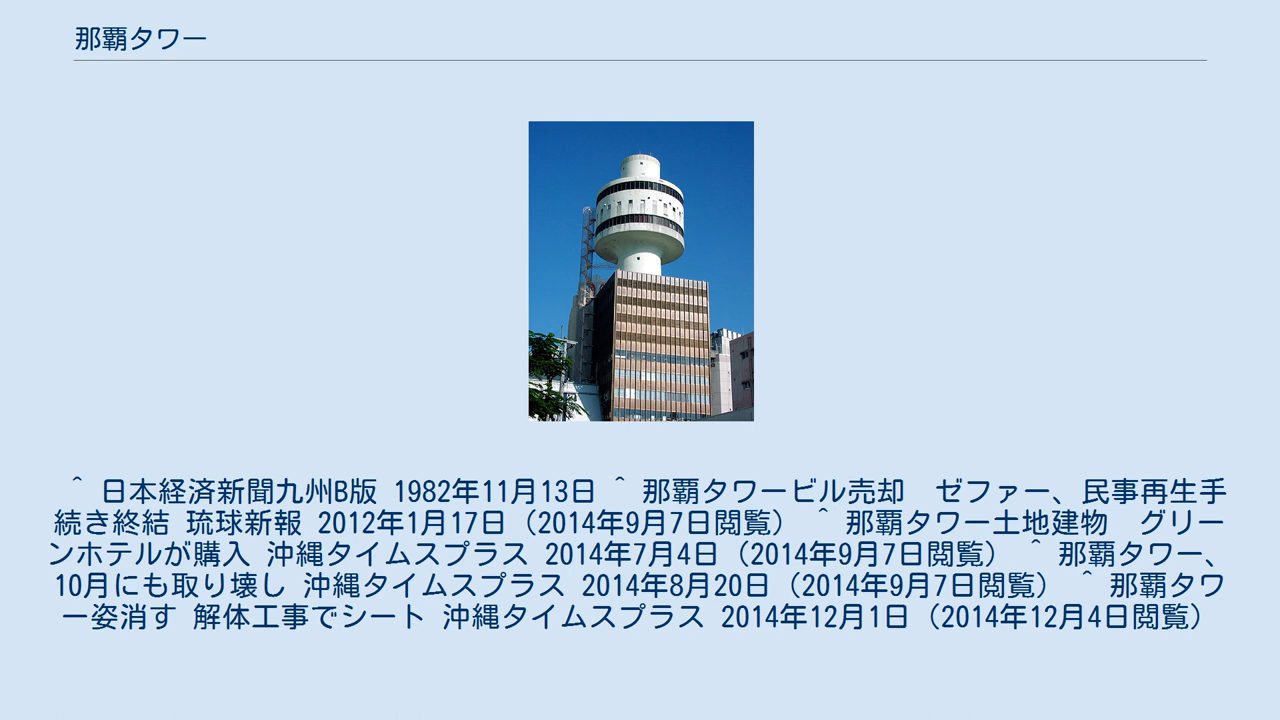 那覇タワー
＾ 日本経済新聞九州B版 1982年11月13日 ＾ 那覇タワービル売却　ゼファー、民事再生手
続き終結 琉球新報 2012年1月17日（2014年9月7日閲覧） ＾ 那覇タワー土地建物　グリー
ンホテルが購入 沖縄タイムスプラス 2014年7月4日（2014年9月7日閲覧） ＾ 那覇タワー、
10月にも取り壊し 沖縄タイムスプラス 2014年8月20日（2014年9月7日閲覧） ＾ 那覇タワ
ー姿消す 解体工事でシート 沖縄タイムスプラス 2014年12月1日（2014年12月4日閲覧）